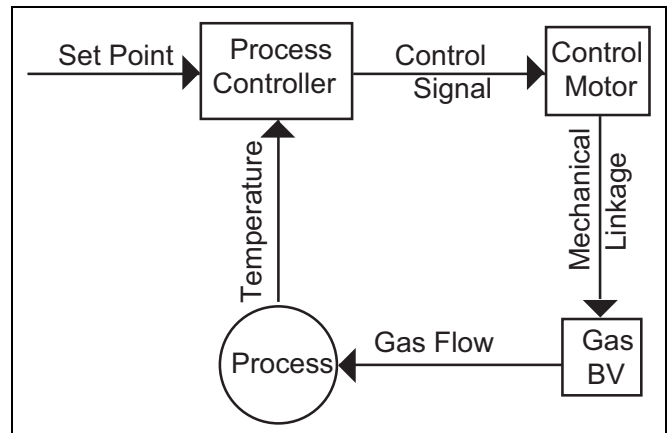 Set Point
Process
Controller
Control
Signal
Control
Motor
Mechanical
Linkage
Temperature
Process
Gas Flow
Gas
BV